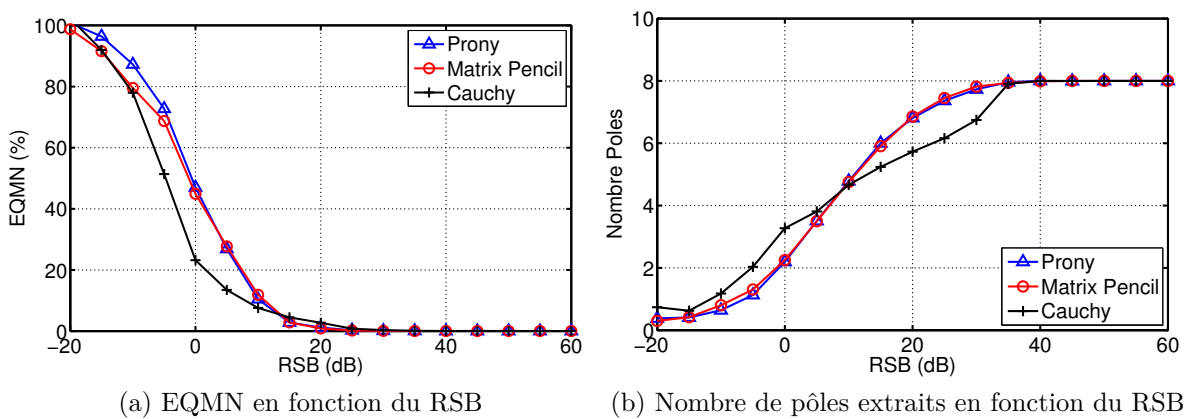 100
80
60
40
20
0
EQMN (%)
−20
0
20
40
60
RSB (dB)
Prony
Matrix Pencil
Cauchy
(a) EQMN en fonction du RSB
10
8
6
4
2
0
Nombre Poles
−20
0
20
40
60
RSB (dB)
Prony
Matrix Pencil
Cauchy
(b) Nombre de pôles extraits en fonction du RSB